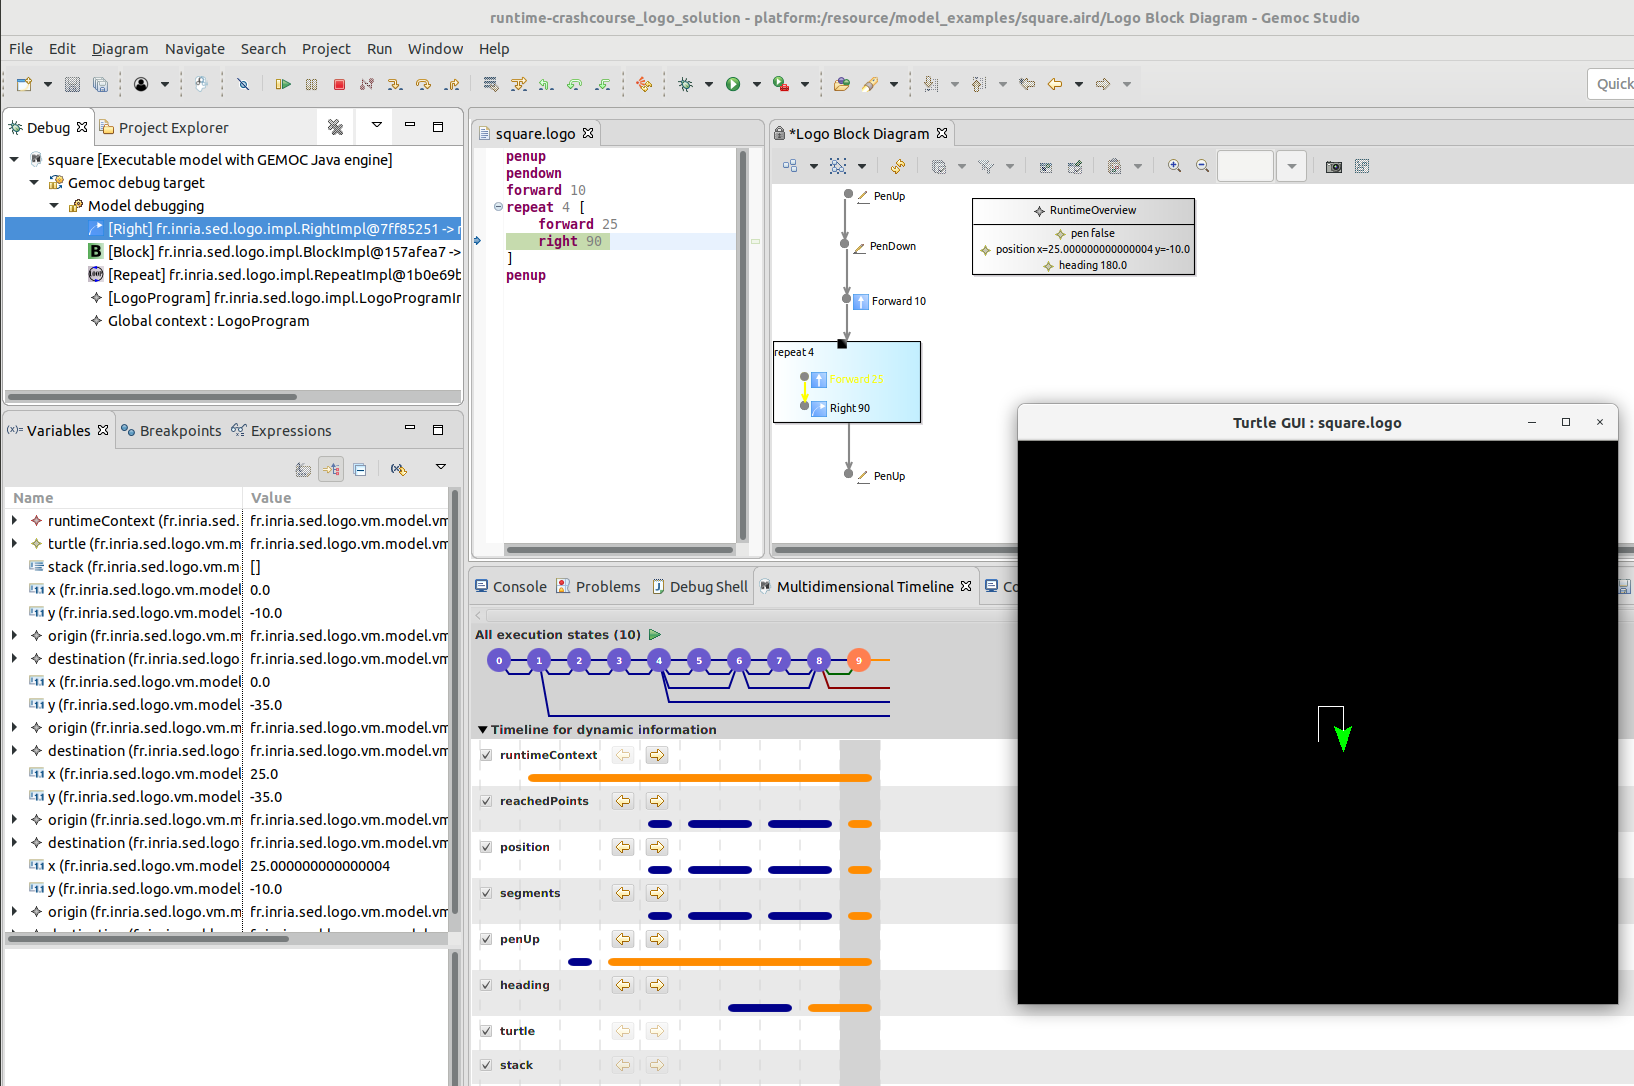 runtime-crashcourse_logo_solution - platform:/resource/model_examples/square.aird/Logo Block Diagram - Gemoc Studio
File Edit Diagram Navigate Search Project Run Window Help
Quick
Debug Project Explorer
square [Executable model with GEMOC Java engine]
Gemoc debug target
Model debugging
[Right] fr.inria.sed.logo.impl.RightImpl@7ff85251 -> r
[Block] fr.inria.sed.logo.impl.BlockImpl@157afea7 ->
[Repeat] fr.inria.sed.logo.impl.RepeatImpl@1b0e69b
[LogoProgram] fr.inria.sed.logo.impl.LogoProgramIr
Global context : LogoProgram
square.logo
penup
pendown
forward 10
repeat 4 [
forward 25
right 90
]
penup
*Logo Block Diagram
PenUp
PenDown
Forward 10
repeat 4
Forward 25
Right 90
PenUp
RuntimeOverview
pen false
position x=25.000000000000004 y=-10.0
heading 180.0
(x)= Variables Breakpoints Expressions
Name Value
runtimeContext (fr.inria.sed. fr.inria.sed.logo.vm.model.vm
turtle (fr.inria.sed.logo.vm.m fr.inria.sed.logo.vm.model.vm
stack (fr.inria.sed.logo.vm.m []
x (fr.inria.sed.logo.vm.model 0.0
y (fr.inria.sed.logo.vm.model -10.0
origin (fr.inria.sed.logo.vm.m fr.inria.sed.logo.vm.model.vm
destination (fr.inria.sed.logo fr.inria.sed.logo.vm.model.vm
x (fr.inria.sed.logo.vm.model 0.0
y (fr.inria.sed.logo.vm.model -35.0
origin (fr.inria.sed.logo.vm.m fr.inria.sed.logo.vm.model.vm
destination (fr.inria.sed.logo fr.inria.sed.logo.vm.model.vm
x (fr.inria.sed.logo.vm.model 25.0
y (fr.inria.sed.logo.vm.model -35.0
origin (fr.inria.sed.logo.vm.m fr.inria.sed.logo.vm.model.vm
destination (fr.inria.sed.logo fr.inria.sed.logo.vm.model.vm
x (fr.inria.sed.logo.vm.model 25.000000000000004
y (fr.inria.sed.logo.vm.model -10.0
origin (fr.inria.sed.logo.vm.m fr.inria.sed.logo.vm.model.vm
Console Problems Debug Shell Multidimensional Timeline Co
All execution states (10)
0 1 2 3 4 5 6 7 8 9
Timeline for dynamic information
runtimeContext
reachedPoints
position
segments
penUp
heading
turtle
stack
Turtle GUI : square.logo